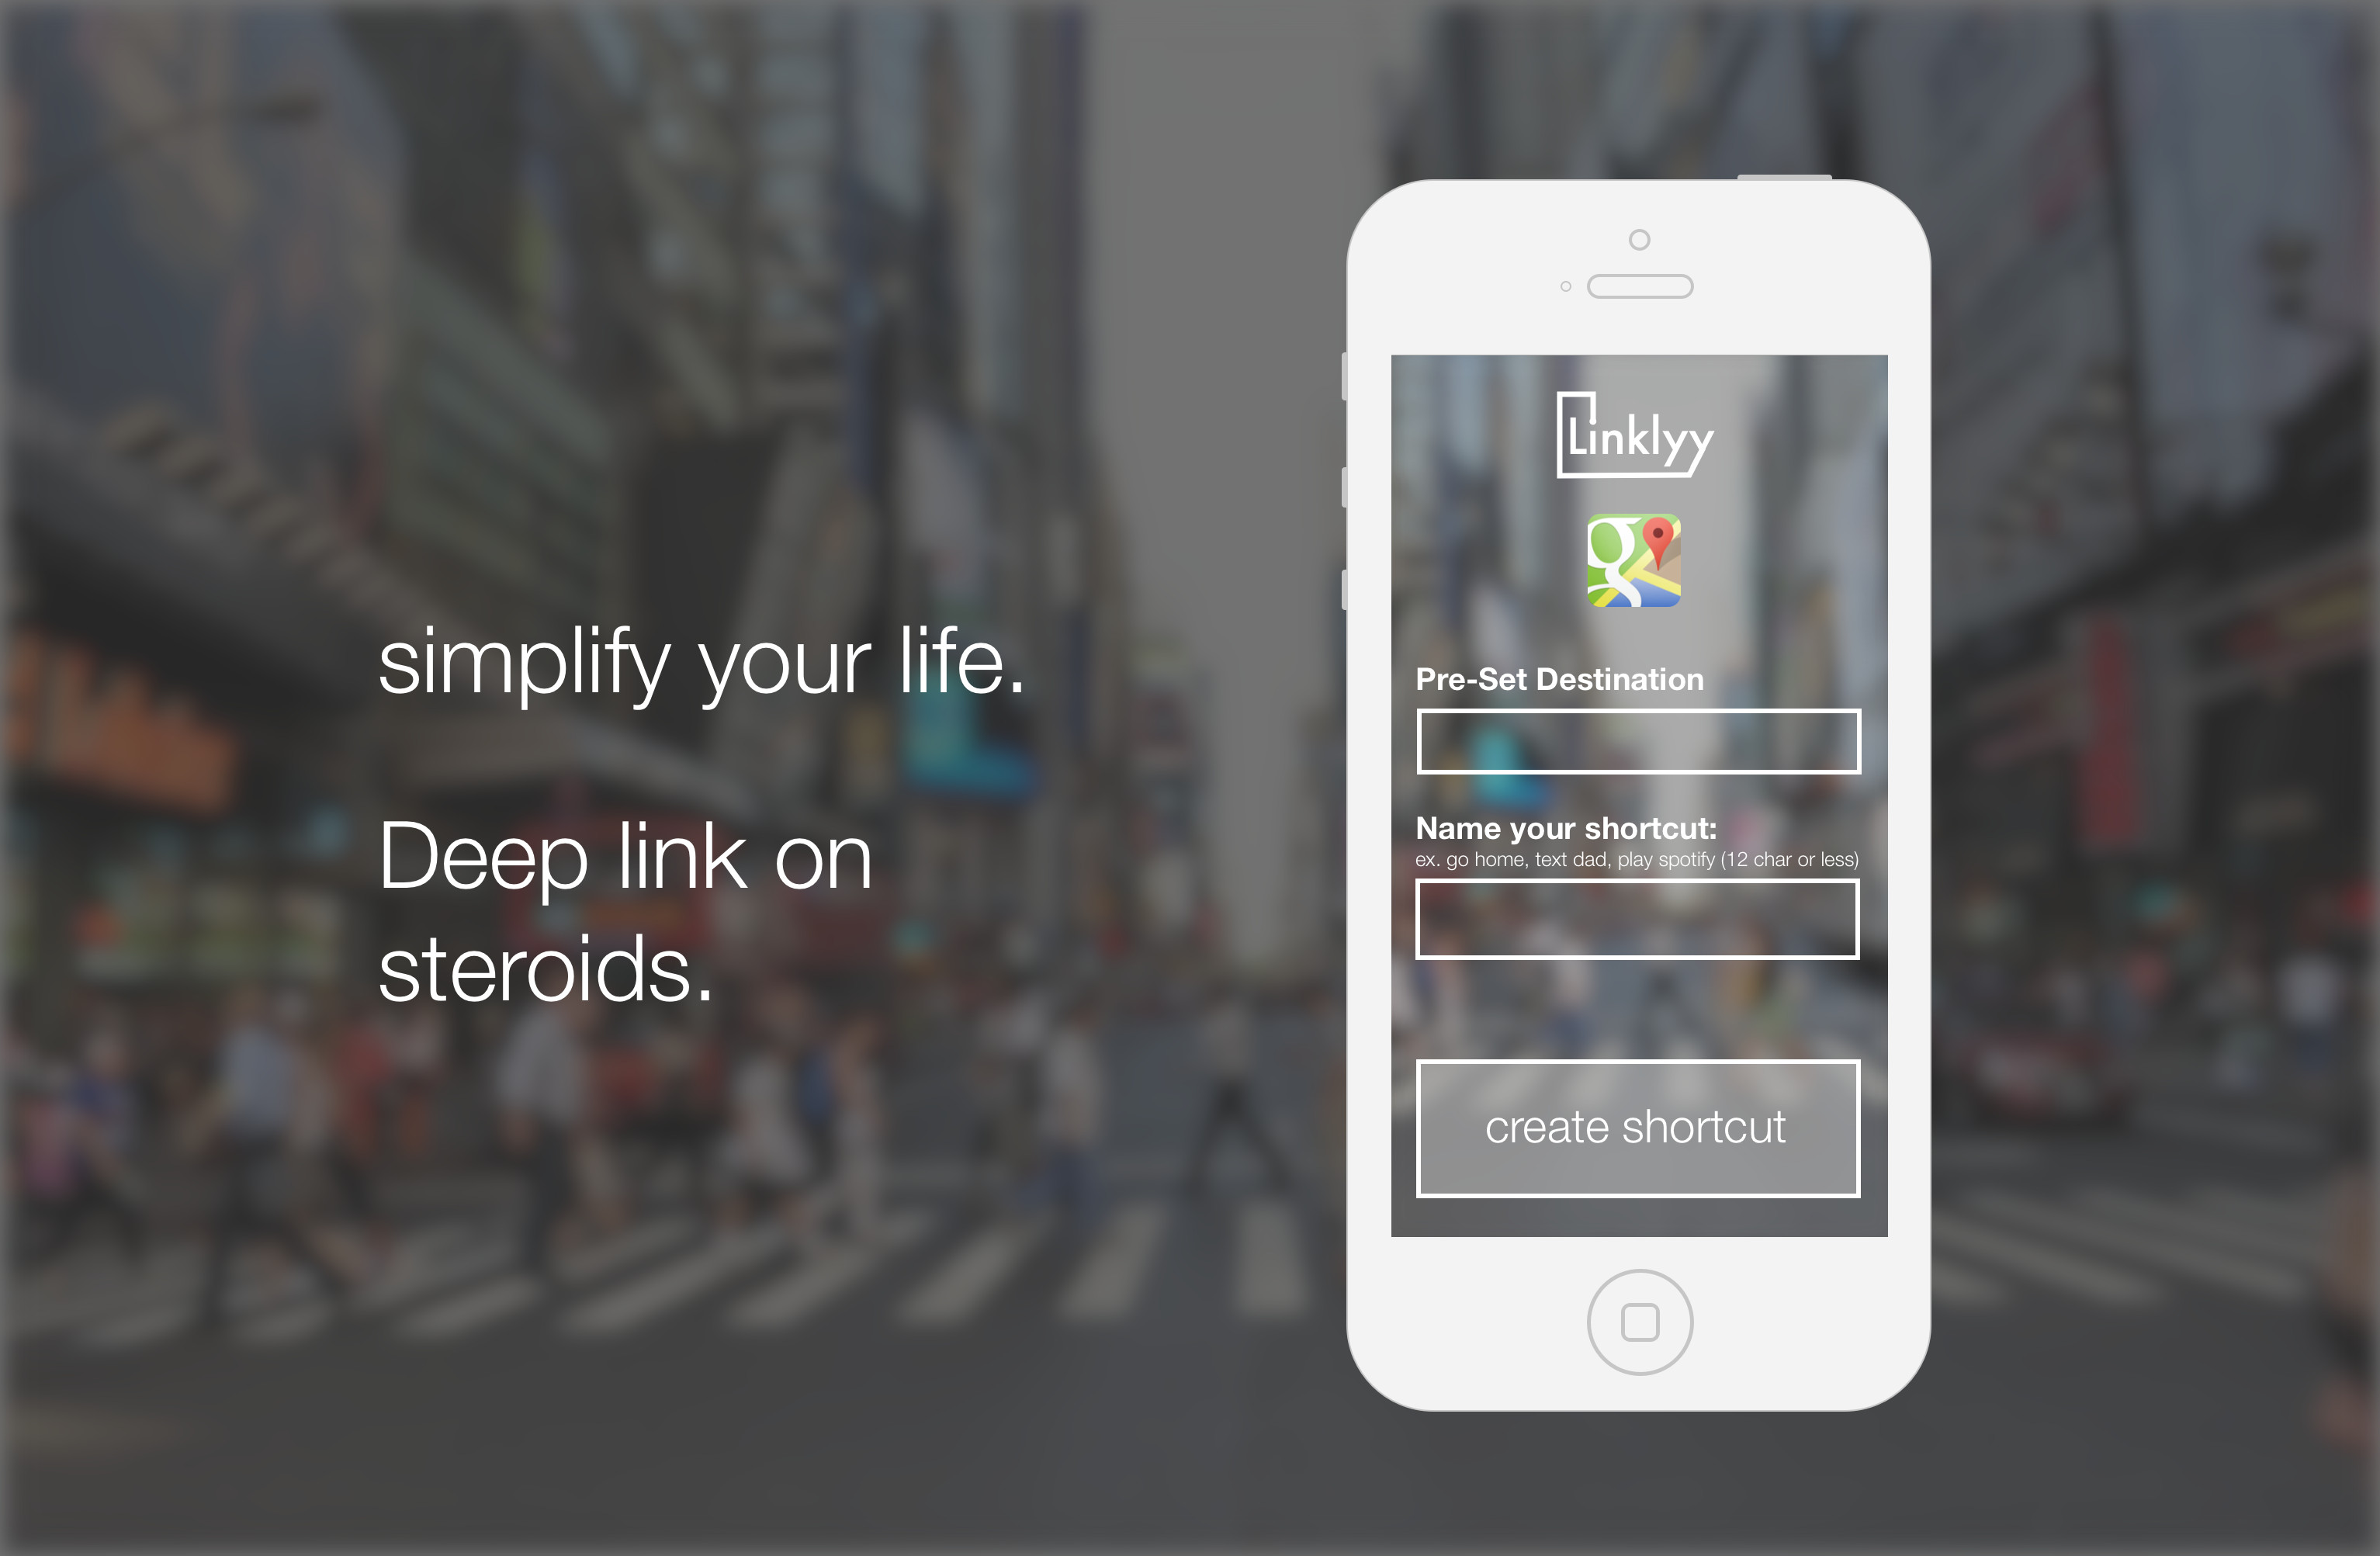 simplify your life.
Deep link on
steroids.
Linklyy
g
Pre-Set Destination
Name your shortcut:
ex. go home, text dad, play spotify (12 char or less)
create shortcut